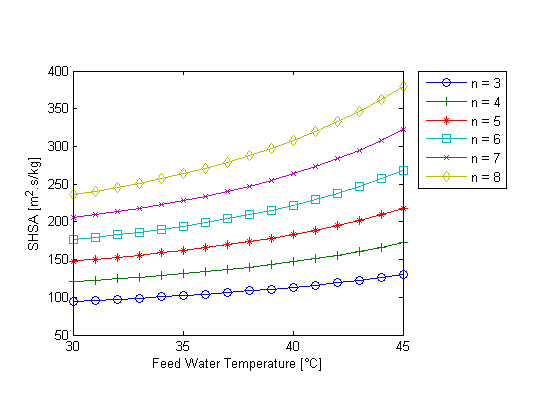 400
350
300
250
200
150
100
50
30
35
40
45
SHSA [m².s/kg]
Feed Water Temperature [°C]
n = 3
n = 4
n = 5
n = 6
n = 7
n = 8